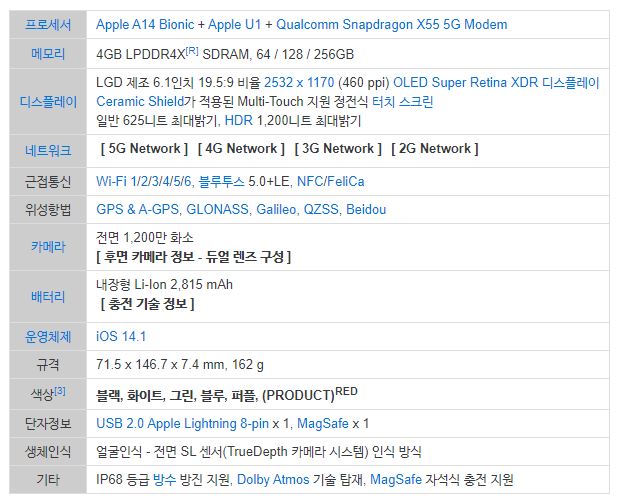 프로세서 Apple A14 Bionic + Apple U1 + Qualcomm Snapdragon X55 5G Modem
메모리 4GB LPDDR4X[R] SDRAM, 64 / 128 / 256GB
디스플레이 LGD 제조 6.1인치 19.5:9 비율 2532 x 1170 (460 ppi) OLED Super Retina XDR 디스플레이
Ceramic Shield가 적용된 Multi-Touch 지원 정전식 터치 스크린
일반 625니트 최대밝기, HDR 1,200니트 최대밝기
네트워크 [ 5G Network ] [ 4G Network ] [ 3G Network ] [ 2G Network ]
근접통신 Wi-Fi 1/2/3/4/5/6, 블루투스 5.0+LE, NFC/FeliCa
위성항법 GPS & A-GPS, GLONASS, Galileo, QZSS, Beidou
카메라 전면 1,200만 화소
[ 후면 카메라 정보 - 듀얼 렌즈 구성 ]
배터리 내장형 Li-Ion 2,815 mAh
[ 충전 기술 정보 ]
운영체제 iOS 14.1
규격 71.5 x 146.7 x 7.4 mm, 162 g
색상[3] 블랙, 화이트, 그린, 블루, 퍼플, (PRODUCT)RED
단자정보 USB 2.0 Apple Lightning 8-pin x 1, MagSafe x 1
생체인식 얼굴인식 - 전면 SL 센서(TrueDepth 카메라 시스템) 인식 방식
기타 IP68 등급 방수 방진 지원, Dolby Atmos 기술 탑재, MagSafe 자석식 충전 지원